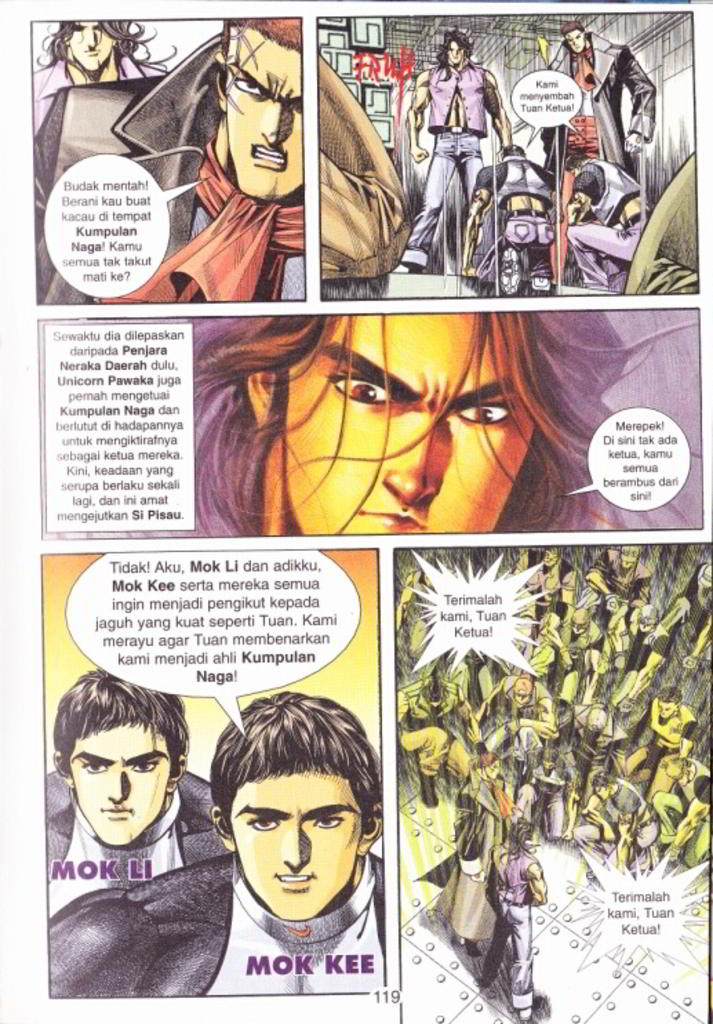 Budak mentah!
Berani kau buat
kacau di tempat
Kumpulan
Naga! Kamu
semua tak takut
mati ke?
Kami
menyembah
Tuan Ketua!
Sewaktu dia dilepaskan
daripada Penjara
Neraka Daerah dulu,
Unicorn Pawaka juga
pernah mengetuai
Kumpulan Naga dan
berlutut di hadapannya
untuk mengiktirafnya
sebagai ketua mereka.
Kini, keadaan yang
serupa berlaku sekali
lagi, dan ini amat
mengejutkan Si Pisau.
Merepek!
Di sini tak ada
ketua, kamu
semua
berambus dari
sini!
Tidak! Aku, Mok Li dan adikku,
Mok Kee serta mereka semua
ingin menjadi pengikut kepada
jaguh yang kuat seperti Tuan. Kami
merayu agar Tuan membenarkan
kami menjadi ahli Kumpulan
Naga!
MOK LI
MOK KEE
Terimalah
kami, Tuan
Ketua!
Terimalah
kami, Tuan
Ketua!
119